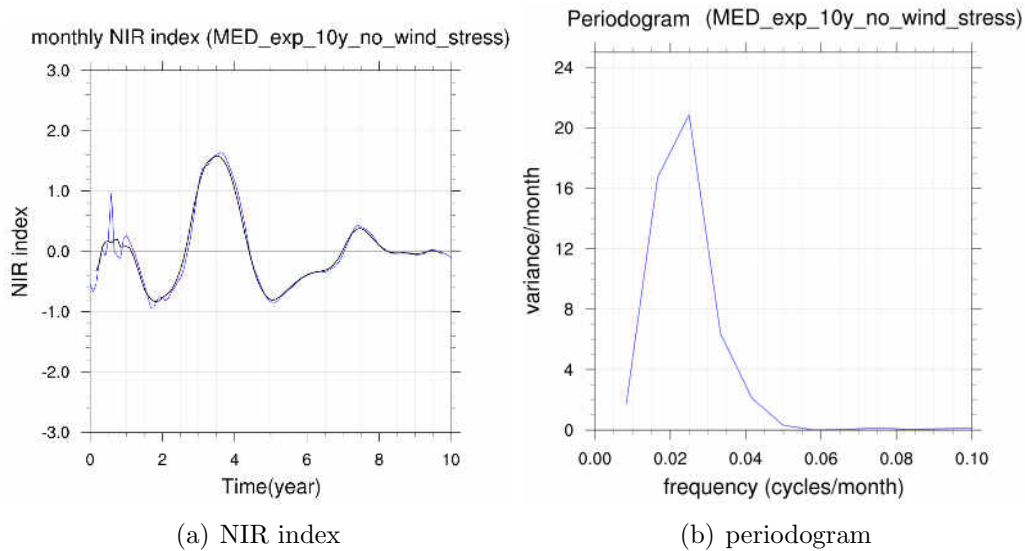 monthly NIR index (MED_exp_10y_no_wind_stress)
3.0
2.0
1.0
0.0
-1.0
-2.0
-3.0
NIR index
0 2 4 6 8 10
Time(year)
(a) NIR index
Periodogram (MED_exp_10y_no_wind_stress)
24
20
16
12
8
4
0
variance/month
0.00 0.02 0.04 0.06 0.08 0.10
frequency (cycles/month)
(b) periodogram